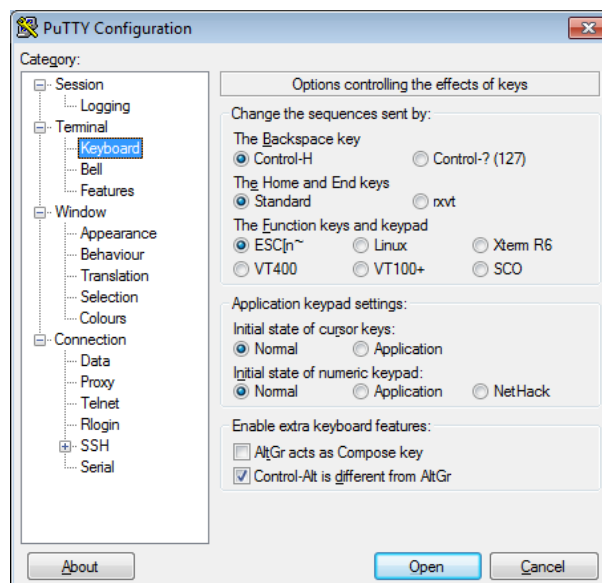 PuTTY Configuration
Category:
Session
Logging
Terminal
Keyboard
Bell
Features
Window
Appearance
Behaviour
Translation
Selection
Colours
Connection
Data
Proxy
Telnet
Rlogin
SSH
Serial
Options controlling the effects of keys
Change the sequences sent by:
The Backspace key
Control-H Control-? (127)
The Home and End keys
Standard rxvt
The Function keys and keypad
ESC[n~ Linux Xterm R6
VT400 VT100+ SCO
Application keypad settings:
Initial state of cursor keys:
Normal Application
Initial state of numeric keypad:
Normal Application NetHack
Enable extra keyboard features:
AltGr acts as Compose key
Control-Alt is different from AltGr
About Open Cancel